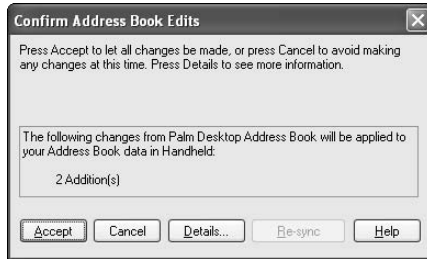 Confirm Address Book Edits
Press Accept to let all changes be made, or press Cancel to avoid making
any changes at this time. Press Details to see more information.
The following changes from Palm Desktop Address Book will be applied to
your Address Book data in Handheld:
2 Addition(s)
Accept Cancel Details... Re-sync Help